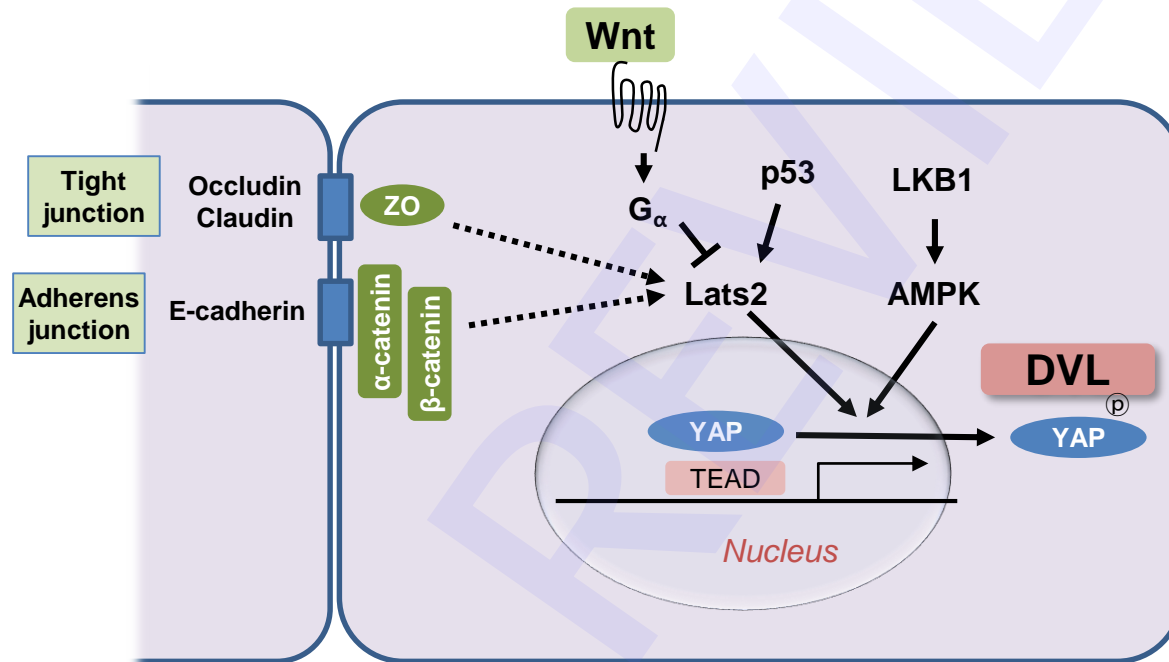 Wnt
Tight
junction
Occludin
Claudin
ZO
Gα
p53
LKB1
Adherens
junction
E-cadherin
α-catenin
β-catenin
Lats2
AMPK
DVL
p
YAP
YAP
TEAD
Nucleus